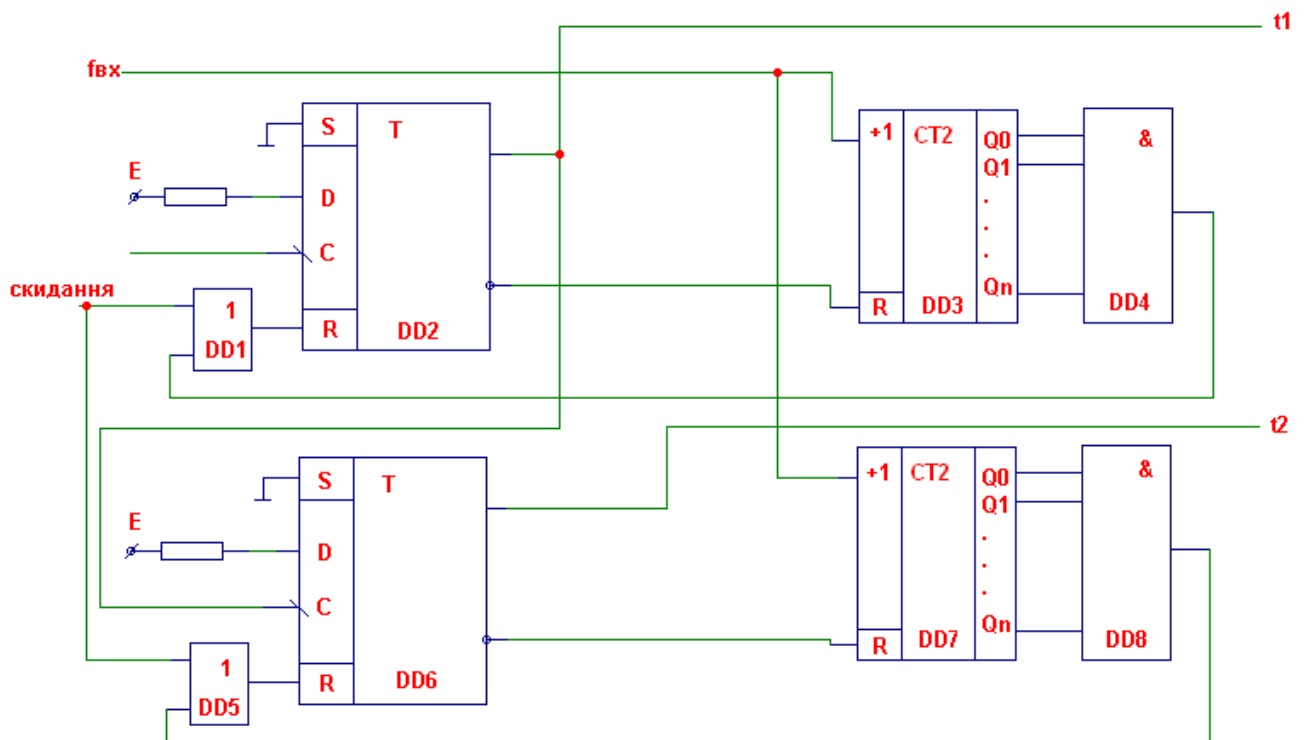 t1
fвх
S T
+1 CT2 Q0 &
E
Q1
D
.
.
C
.
скидання
Qn
1
R DD3 DD4
R DD2
DD1
t2
S T
+1 CT2 Q0 &
Q1
E
.
D
.
C
.
Qn
R DD7 DD8
1
R DD6
DD5